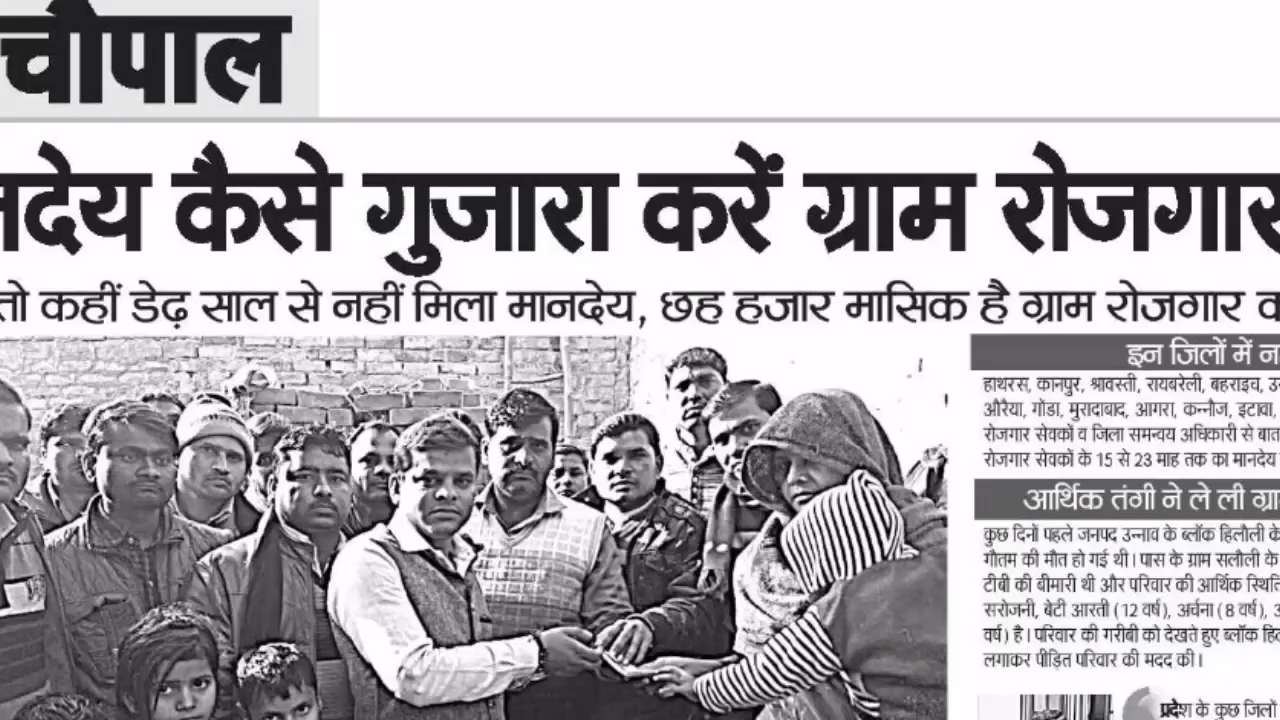 चौपाल
नदेय कैसे गुजारा करें ग्राम रोजगार
तो कहीं डेढ़ साल से नहीं मिला मानदेय, छह हजार मासिक है ग्राम रोजगार
इन जिलों में
हाथरस, कानपुर, श्रावस्ती, रायबरेली, बहराइच,
औरैया, गोंडा, मुरादाबाद, आगरा, कन्नौज, इटावा,
रोजगार सेवकों व जिला समन्वय अधिकारी से बात
रोजगार सेवकों के 15 से 23 माह तक का मानदेय
आर्थिक तंगी ने ले ली
कुछ दिनों पहले जनपद उन्नाव के ब्लॉक हिलौली के
गौतम की मौत हो गई थी। पास के ग्राम सलौली के
टीबी की बीमारी थी और परिवार की आर्थिक स्थिति
सरोजनी, बेटी आरती (12 वर्ष), अर्चना (8 वर्ष),
वर्ष) है। परिवार की गरीबी को देखते हुए ब्लॉक
लगाकर पीड़ित परिवार की मदद की।
प्रदेश के कुछ जिलों